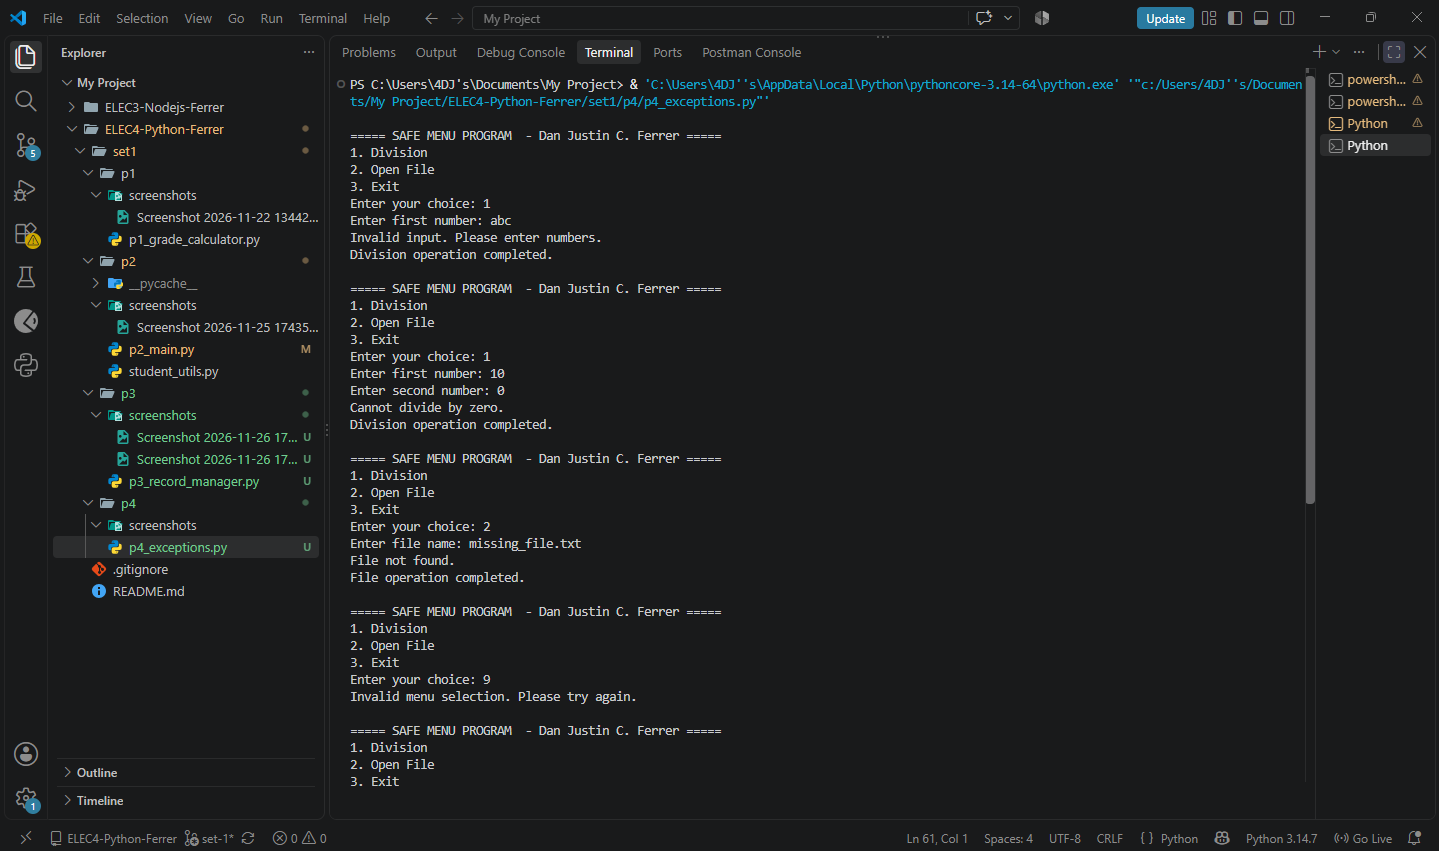 File Edit Selection View Go Run Terminal Help
My Project
Update
Explorer
My Project
ELEC3-Nodejs-Ferrer
ELEC4-Python-Ferrer
set1
p1
screenshots
Screenshot 2026-11-22 13442...
p1_grade_calculator.py
p2
__pycache__
screenshots
Screenshot 2026-11-25 17435...
p2_main.py M
student_utils.py
p3
screenshots
Screenshot 2026-11-26 17... U
Screenshot 2026-11-26 17... U
p3_record_manager.py U
p4
screenshots
p4_exceptions.py U
.gitignore
README.md
Outline
Timeline
5
1
Problems Output Debug Console Terminal Ports Postman Console
PS C:\Users\4DJ's\Documents\My Project> & 'C:\Users\4DJ''s\AppData\Local\Python\pythoncore-3.14-64\python.exe' '"c:/Users/4DJ''s/Documen
ts/My Project/ELEC4-Python-Ferrer/set1/p4/p4_exceptions.py"'
===== SAFE MENU PROGRAM  - Dan Justin C. Ferrer =====
1. Division
2. Open File
3. Exit
Enter your choice: 1
Enter first number: abc
Invalid input. Please enter numbers.
Division operation completed.
===== SAFE MENU PROGRAM  - Dan Justin C. Ferrer =====
1. Division
2. Open File
3. Exit
Enter your choice: 1
Enter first number: 10
Enter second number: 0
Cannot divide by zero.
Division operation completed.
===== SAFE MENU PROGRAM  - Dan Justin C. Ferrer =====
1. Division
2. Open File
3. Exit
Enter your choice: 2
Enter file name: missing_file.txt
File not found.
File operation completed.
===== SAFE MENU PROGRAM  - Dan Justin C. Ferrer =====
1. Division
2. Open File
3. Exit
Enter your choice: 9
Invalid menu selection. Please try again.
===== SAFE MENU PROGRAM  - Dan Justin C. Ferrer =====
1. Division
2. Open File
3. Exit
powersh...
powersh...
Python
Python
ELEC4-Python-Ferrer set-1* 0 0
Ln 61, Col 1 Spaces: 4 UTF-8 CRLF { } Python Python 3.14.7 Go Live